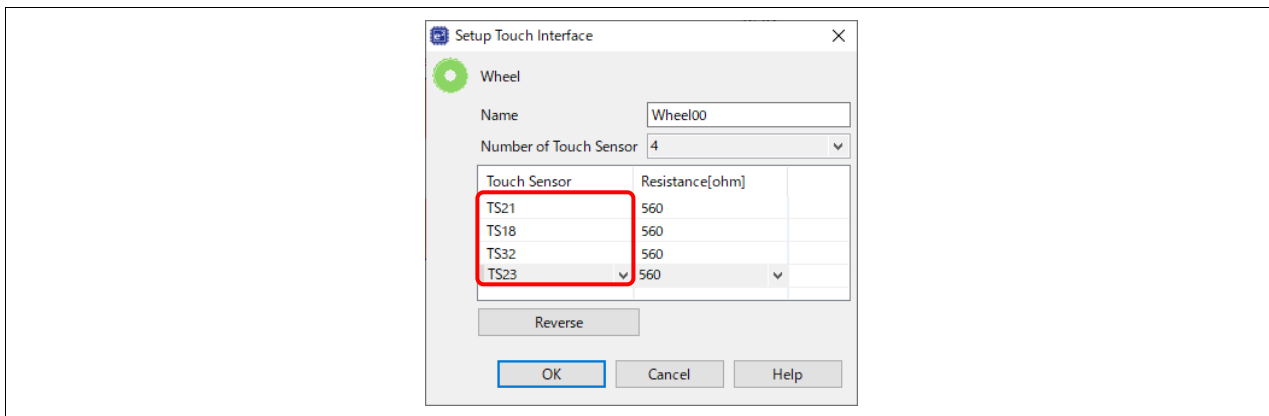 Setup Touch Interface
Wheel
Name Wheel00
Number of Touch Sensor 4
Touch Sensor Resistance[ohm]
TS21 560
TS18 560
TS32 560
TS23 560
Reverse
OK Cancel Help